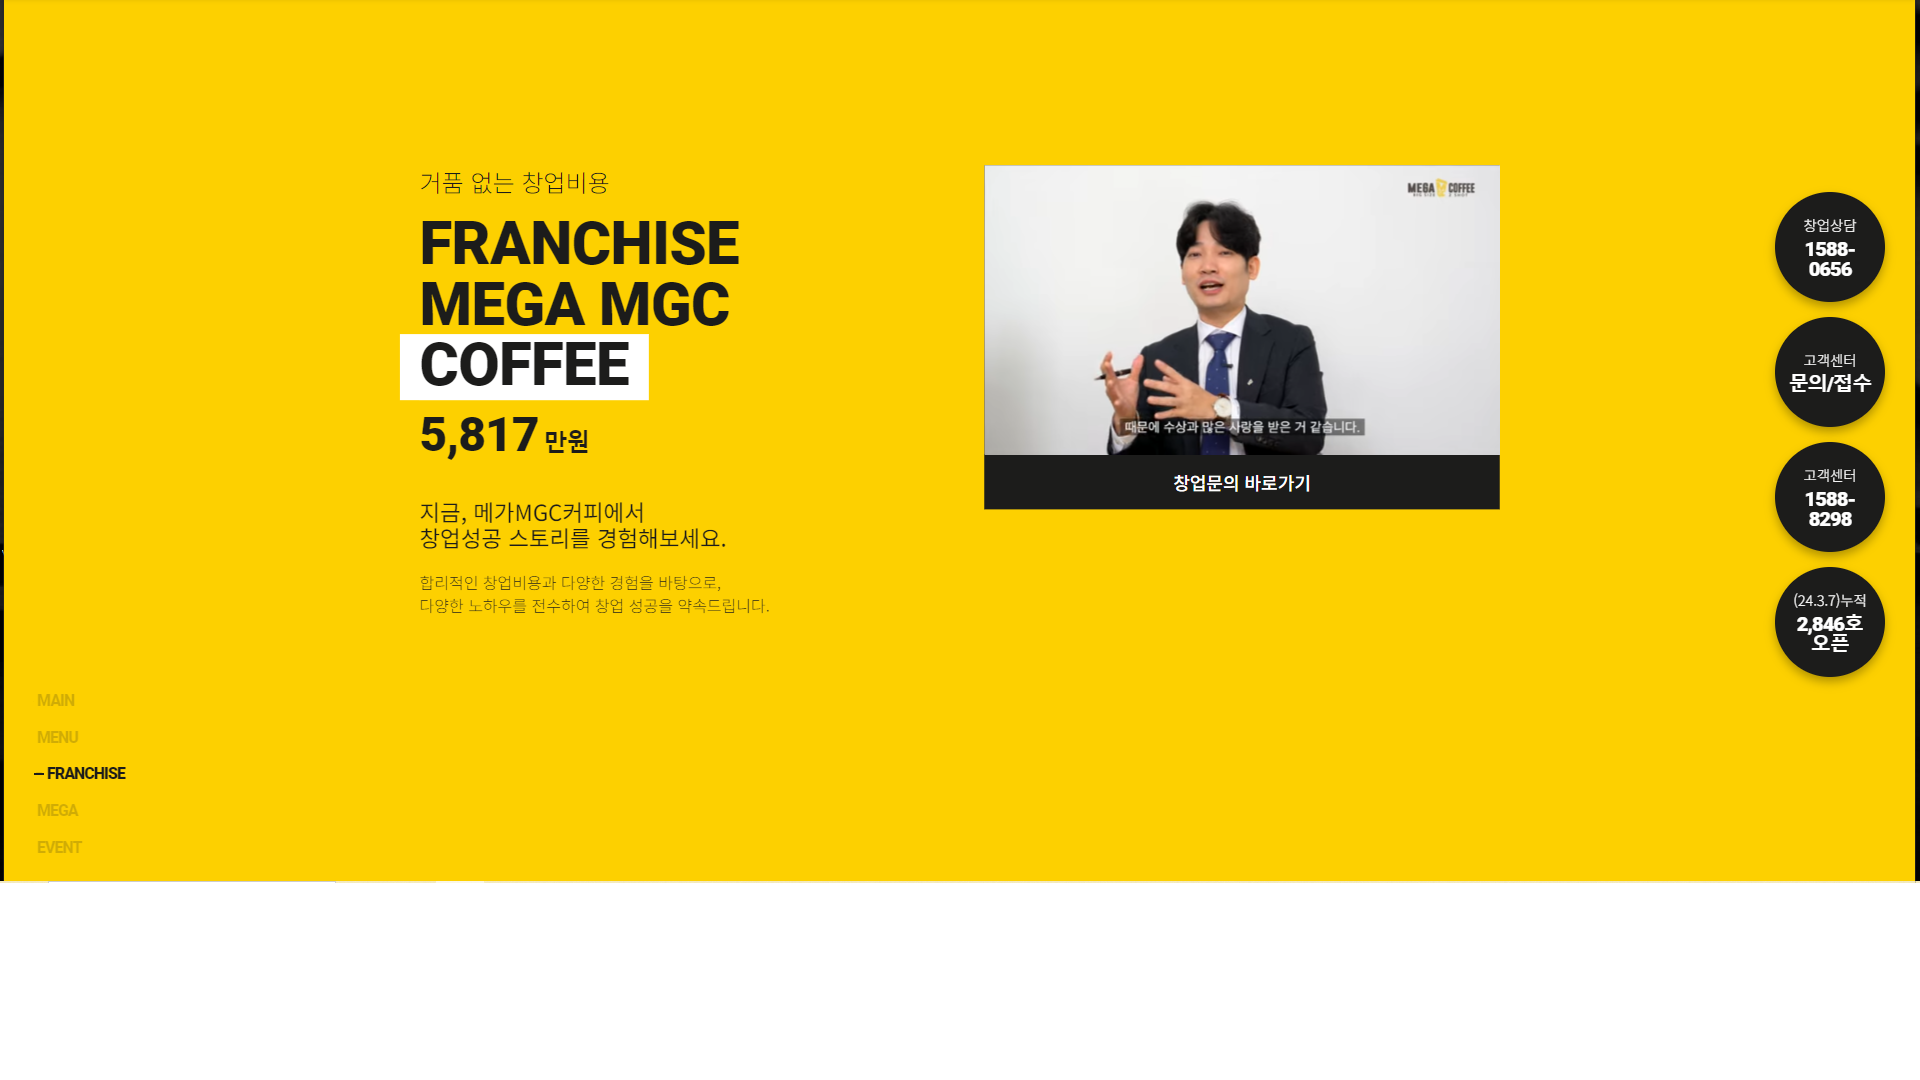 거품 없는 창업비용
FRANCHISE
MEGA MGC
COFFEE
5,817 만원
지금, 메가MGC커피에서
창업성공 스토리를 경험해보세요.
합리적인 창업비용과 다양한 경험을 바탕으로,
다양한 노하우를 전수하여 창업 성공을 약속드립니다.
MEGA COFFEE
때문에 수상과 많은 사랑을 받은 거 같습니다.
창업문의 바로가기
창업상담
1588-
0656
고객센터
문의/접수
고객센터
1588-
8298
(24.3.7)누적
2,846호
오픈
MAIN
MENU
– FRANCHISE
MEGA
EVENT